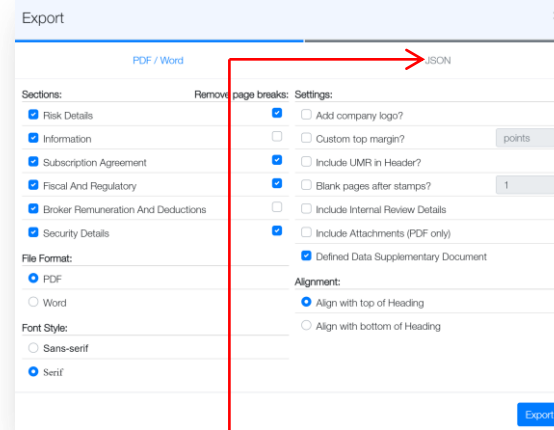 Export
PDF / Word
JSON
Sections:
Remove page breaks:
Risk Details
Information
Subscription Agreement
Fiscal And Regulatory
Broker Remuneration And Deductions
Security Details
File Format:
PDF
Word
Font Style:
Sans-serif
Serif
Settings:
Add company logo?
Custom top margin?
points
Include UMR in Header?
Blank pages after stamps?
1
Include Internal Review Details
Include Attachments (PDF only)
Defined Data Supplementary Document
Alignment:
Align with top of Heading
Align with bottom of Heading
Export